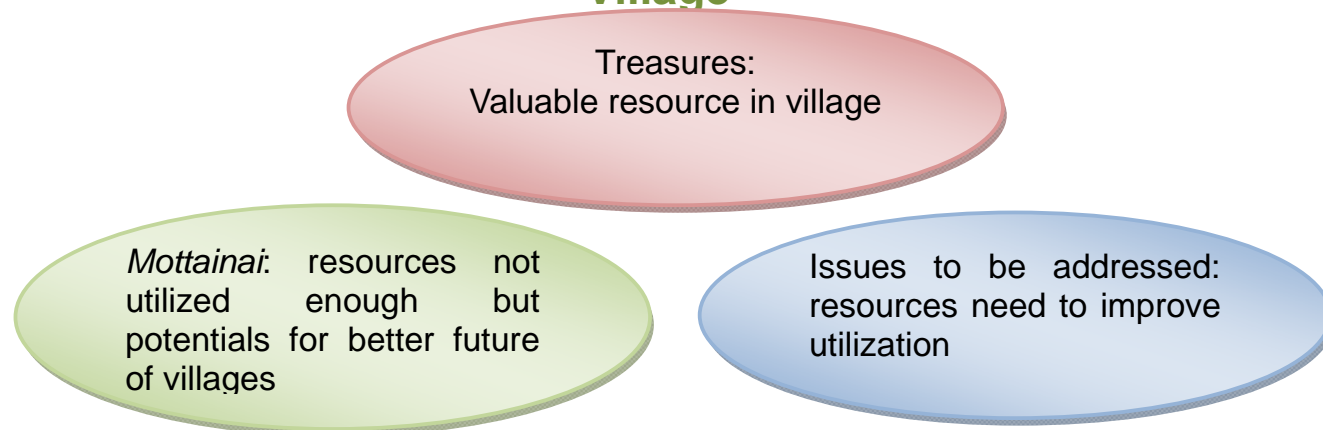 Village
Treasures:
Valuable resource in village
Mottainai: resources not
utilized enough but
potentials for better future
of villages
Issues to be addressed:
resources need to improve
utilization